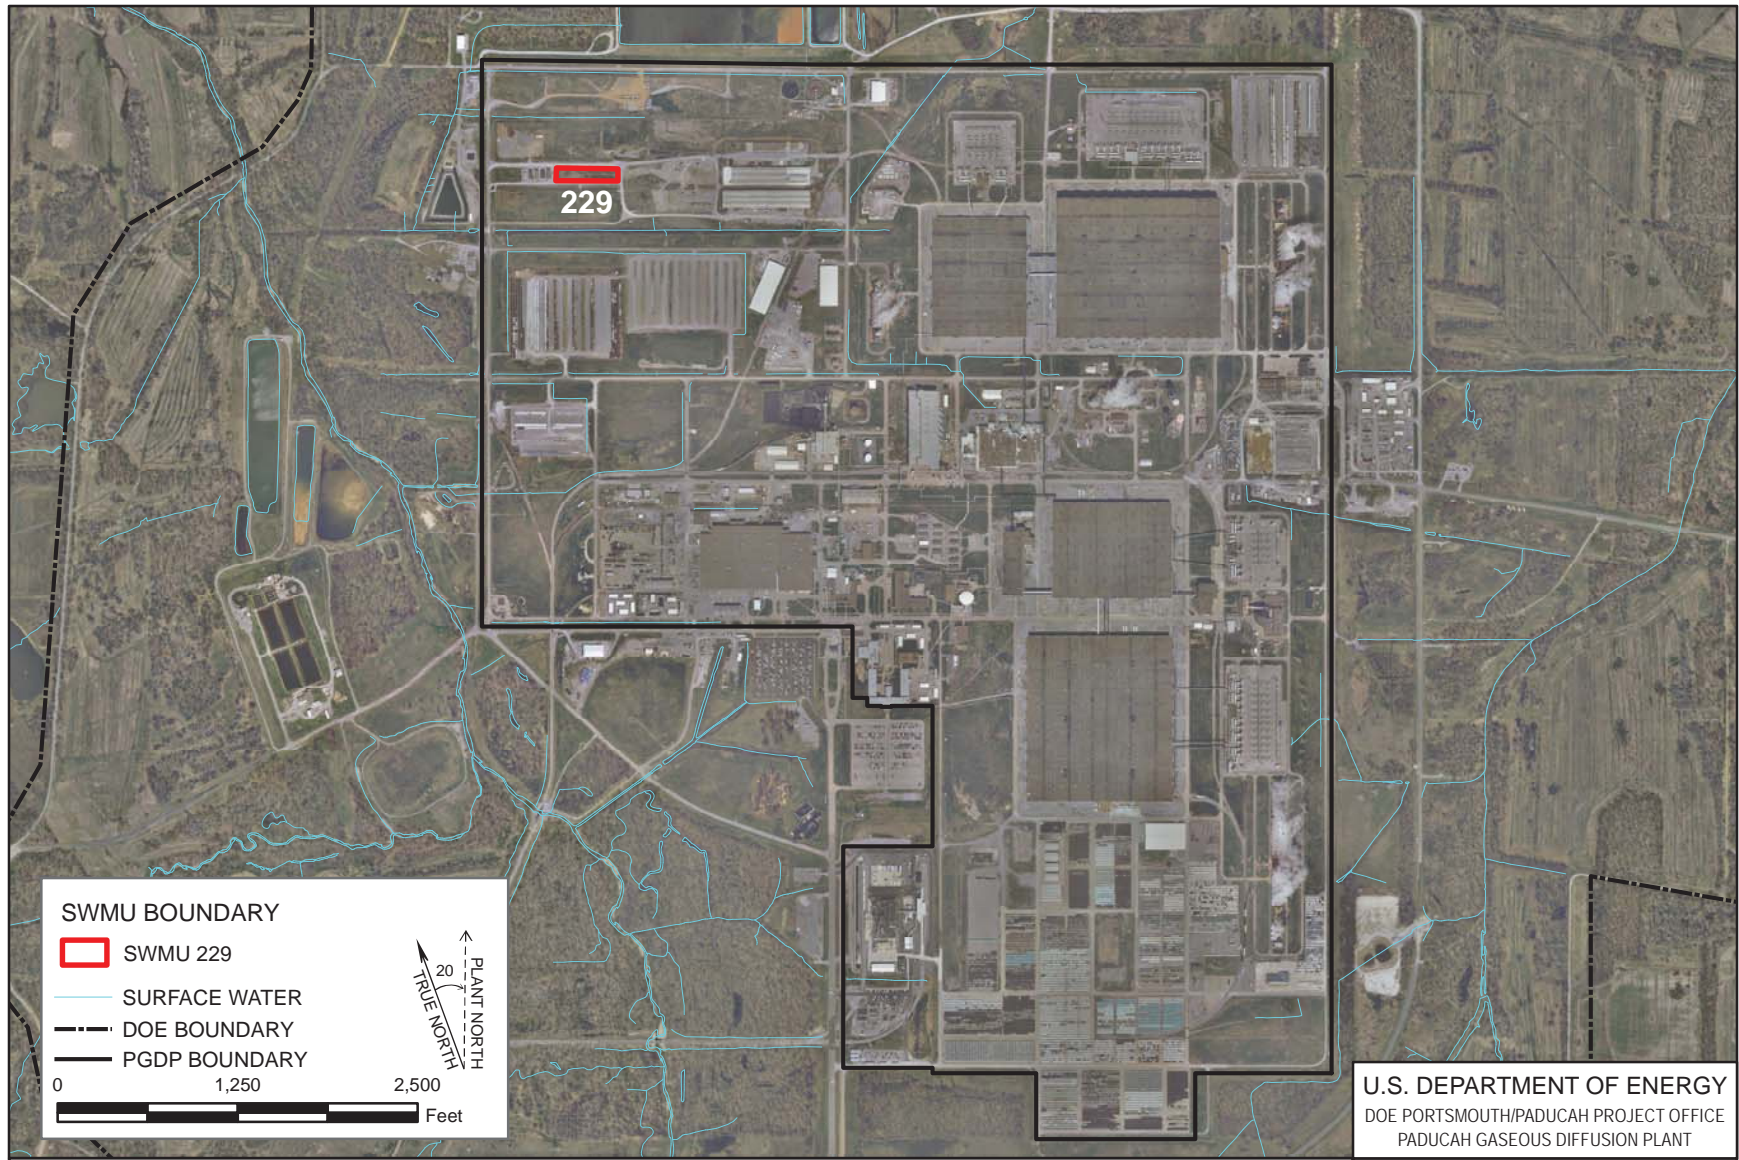 229
SWMU BOUNDARY
SWMU 229
SURFACE WATER
DOE BOUNDARY
PGDP BOUNDARY
20
TRUE NORTH
PLANT NORTH
0 1,250 2,500
Feet
U.S. DEPARTMENT OF ENERGY
DOE PORTSMOUTH/PADUCAH PROJECT OFFICE
PADUCAH GASEOUS DIFFUSION PLANT